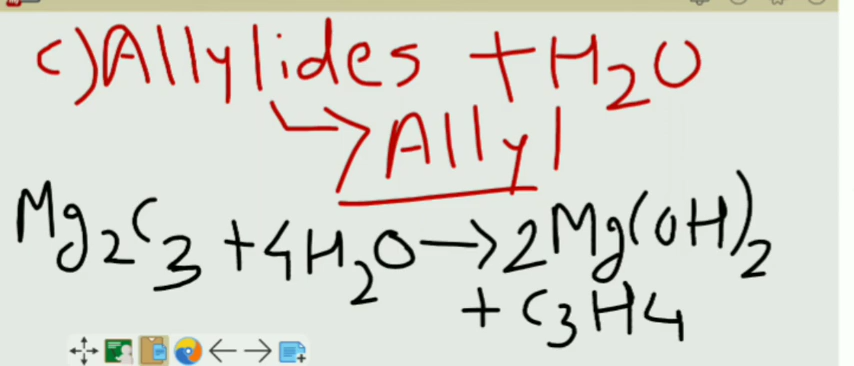 c) Allylides + H2O
→ Allyl
Mg2C3 + 4H2O → 2Mg(OH)2
+ C3H4